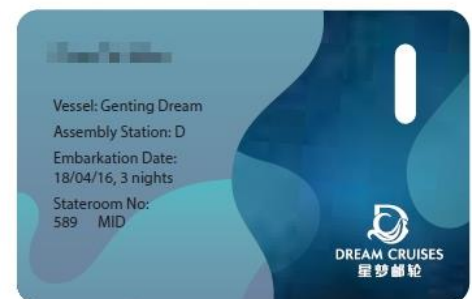 Vessel: Genting Dream
Assembly Station: D
Embarkation Date:
18/04/16, 3 nights
Stateroom No:
589 MID
DREAM CRUISES
星梦邮轮